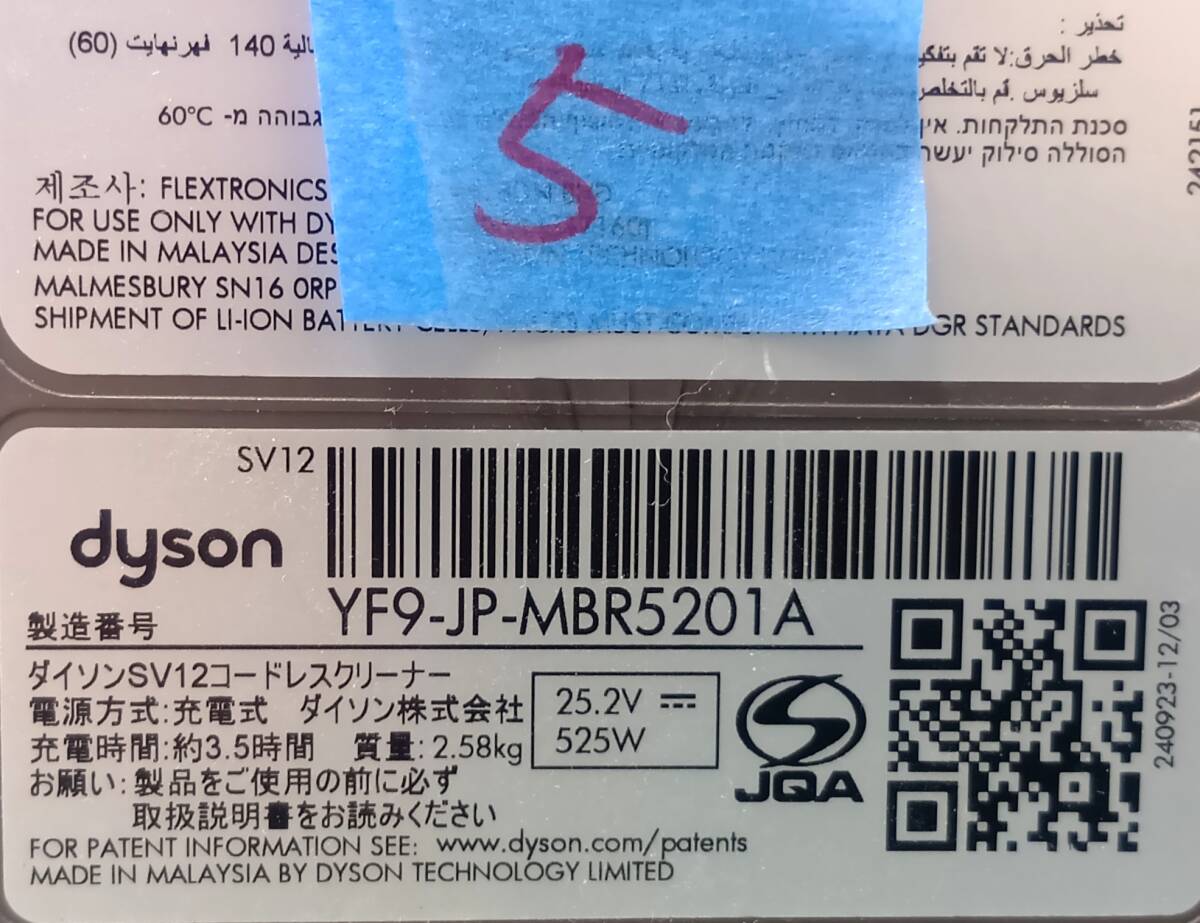 تحذير :
خطر الحرق:لا تقم بتفكي
140 فهرنهايت (60)
سلزيوس .قم بالتخلص
סכנת התלקחות. אין
גבוהה מ- 60°C
הסוללה סילוק יעשה
5
제조사: FLEXTRONICS
FOR USE ONLY WITH DY
MADE IN MALAYSIA DES
MALMESBURY SN16 0RP
SHIPMENT OF LI-ION BATTERY CELLS, DGR STANDARDS
SV12
dyson
製造番号 YF9-JP-MBR5201A
ダイソンSV12コードレスクリーナー
電源方式:充電式 ダイソン株式会社
充電時間:約3.5時間 質量:2.58kg
お願い:製品をご使用の前に必ず
取扱説明書をお読みください
25.2V ⎓
525W
JQA
240923-12/03
FOR PATENT INFORMATION SEE: www.dyson.com/patents
MADE IN MALAYSIA BY DYSON TECHNOLOGY LIMITED